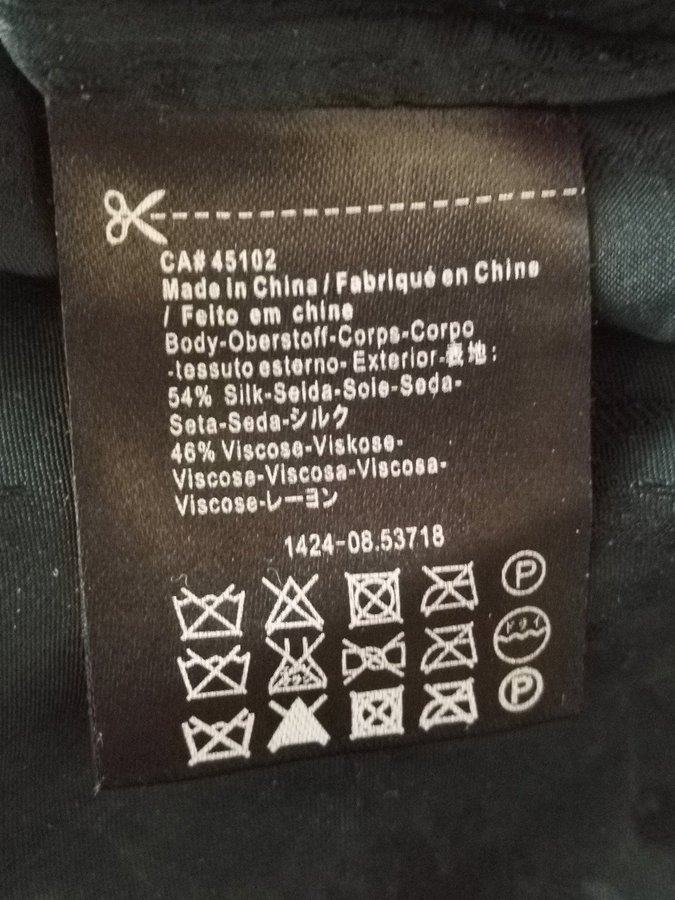 CA# 45102
Made in China / Fabriqué en Chine
/ Feito em chine
Body-Oberstoff-Corps-Corpo
-tessuto esterno- Exterior-表地:
54% Silk-Seida-Soie-Seda-
Seta-Seda-シルク
46% Viscose-Viskose-
Viscose-Viscosa-Viscosa-
Viscose-レーヨン
1424-08.53718
P
ドライ
P